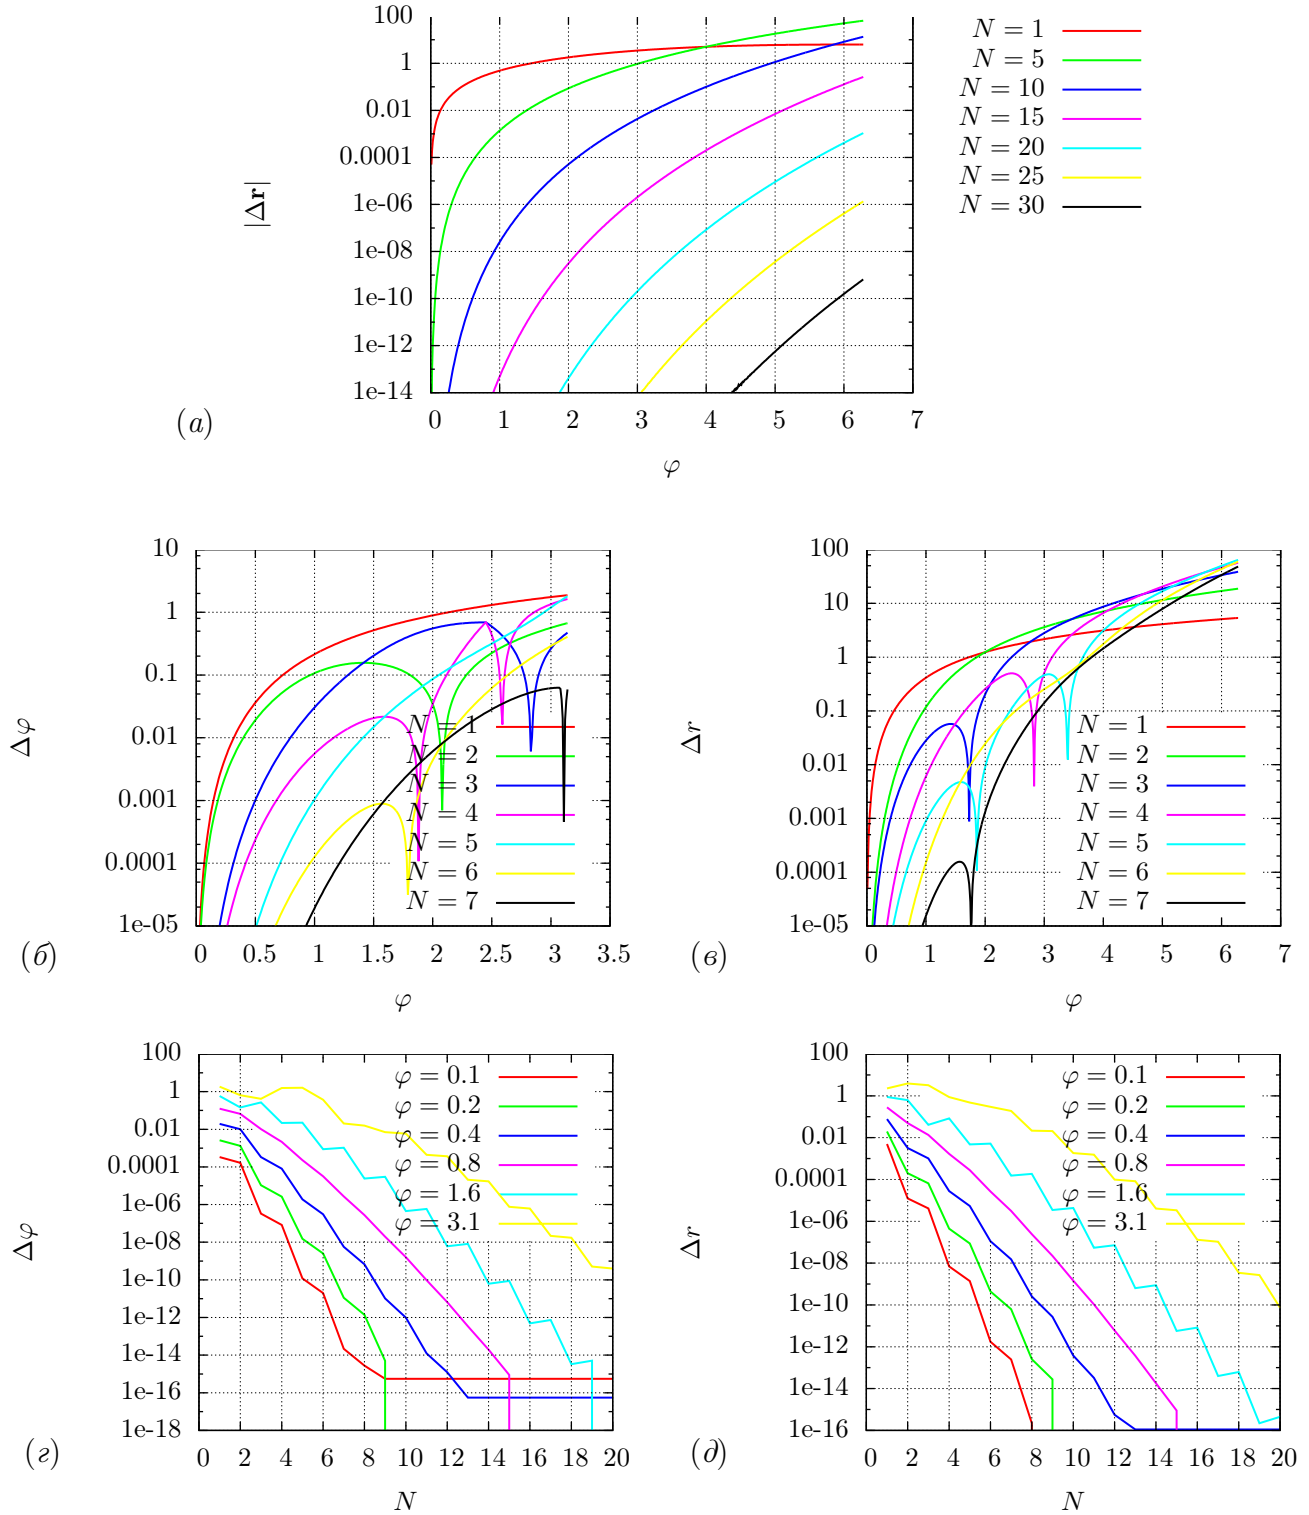 100
1
0.01
0.0001
1e-06
1e-08
1e-10
1e-12
1e-14
|Δr|
0 1 2 3 4 5 6 7
φ
N = 1
N = 5
N = 10
N = 15
N = 20
N = 25
N = 30
(а)
10
1
0.1
0.01
0.001
0.0001
1e-05
Δφ
0 0.5 1 1.5 2 2.5 3 3.5
φ
N = 1
N = 2
N = 3
N = 4
N = 5
N = 6
N = 7
(б)
100
10
1
0.1
0.01
0.001
0.0001
1e-05
Δr
0 1 2 3 4 5 6 7
φ
N = 1
N = 2
N = 3
N = 4
N = 5
N = 6
N = 7
(в)
100
1
0.01
0.0001
1e-06
1e-08
1e-10
1e-12
1e-14
1e-16
1e-18
Δφ
0 2 4 6 8 10 12 14 16 18 20
N
φ = 0.1
φ = 0.2
φ = 0.4
φ = 0.8
φ = 1.6
φ = 3.1
(г)
100
1
0.01
0.0001
1e-06
1e-08
1e-10
1e-12
1e-14
1e-16
Δr
0 2 4 6 8 10 12 14 16 18 20
N
φ = 0.1
φ = 0.2
φ = 0.4
φ = 0.8
φ = 1.6
φ = 3.1
(д)